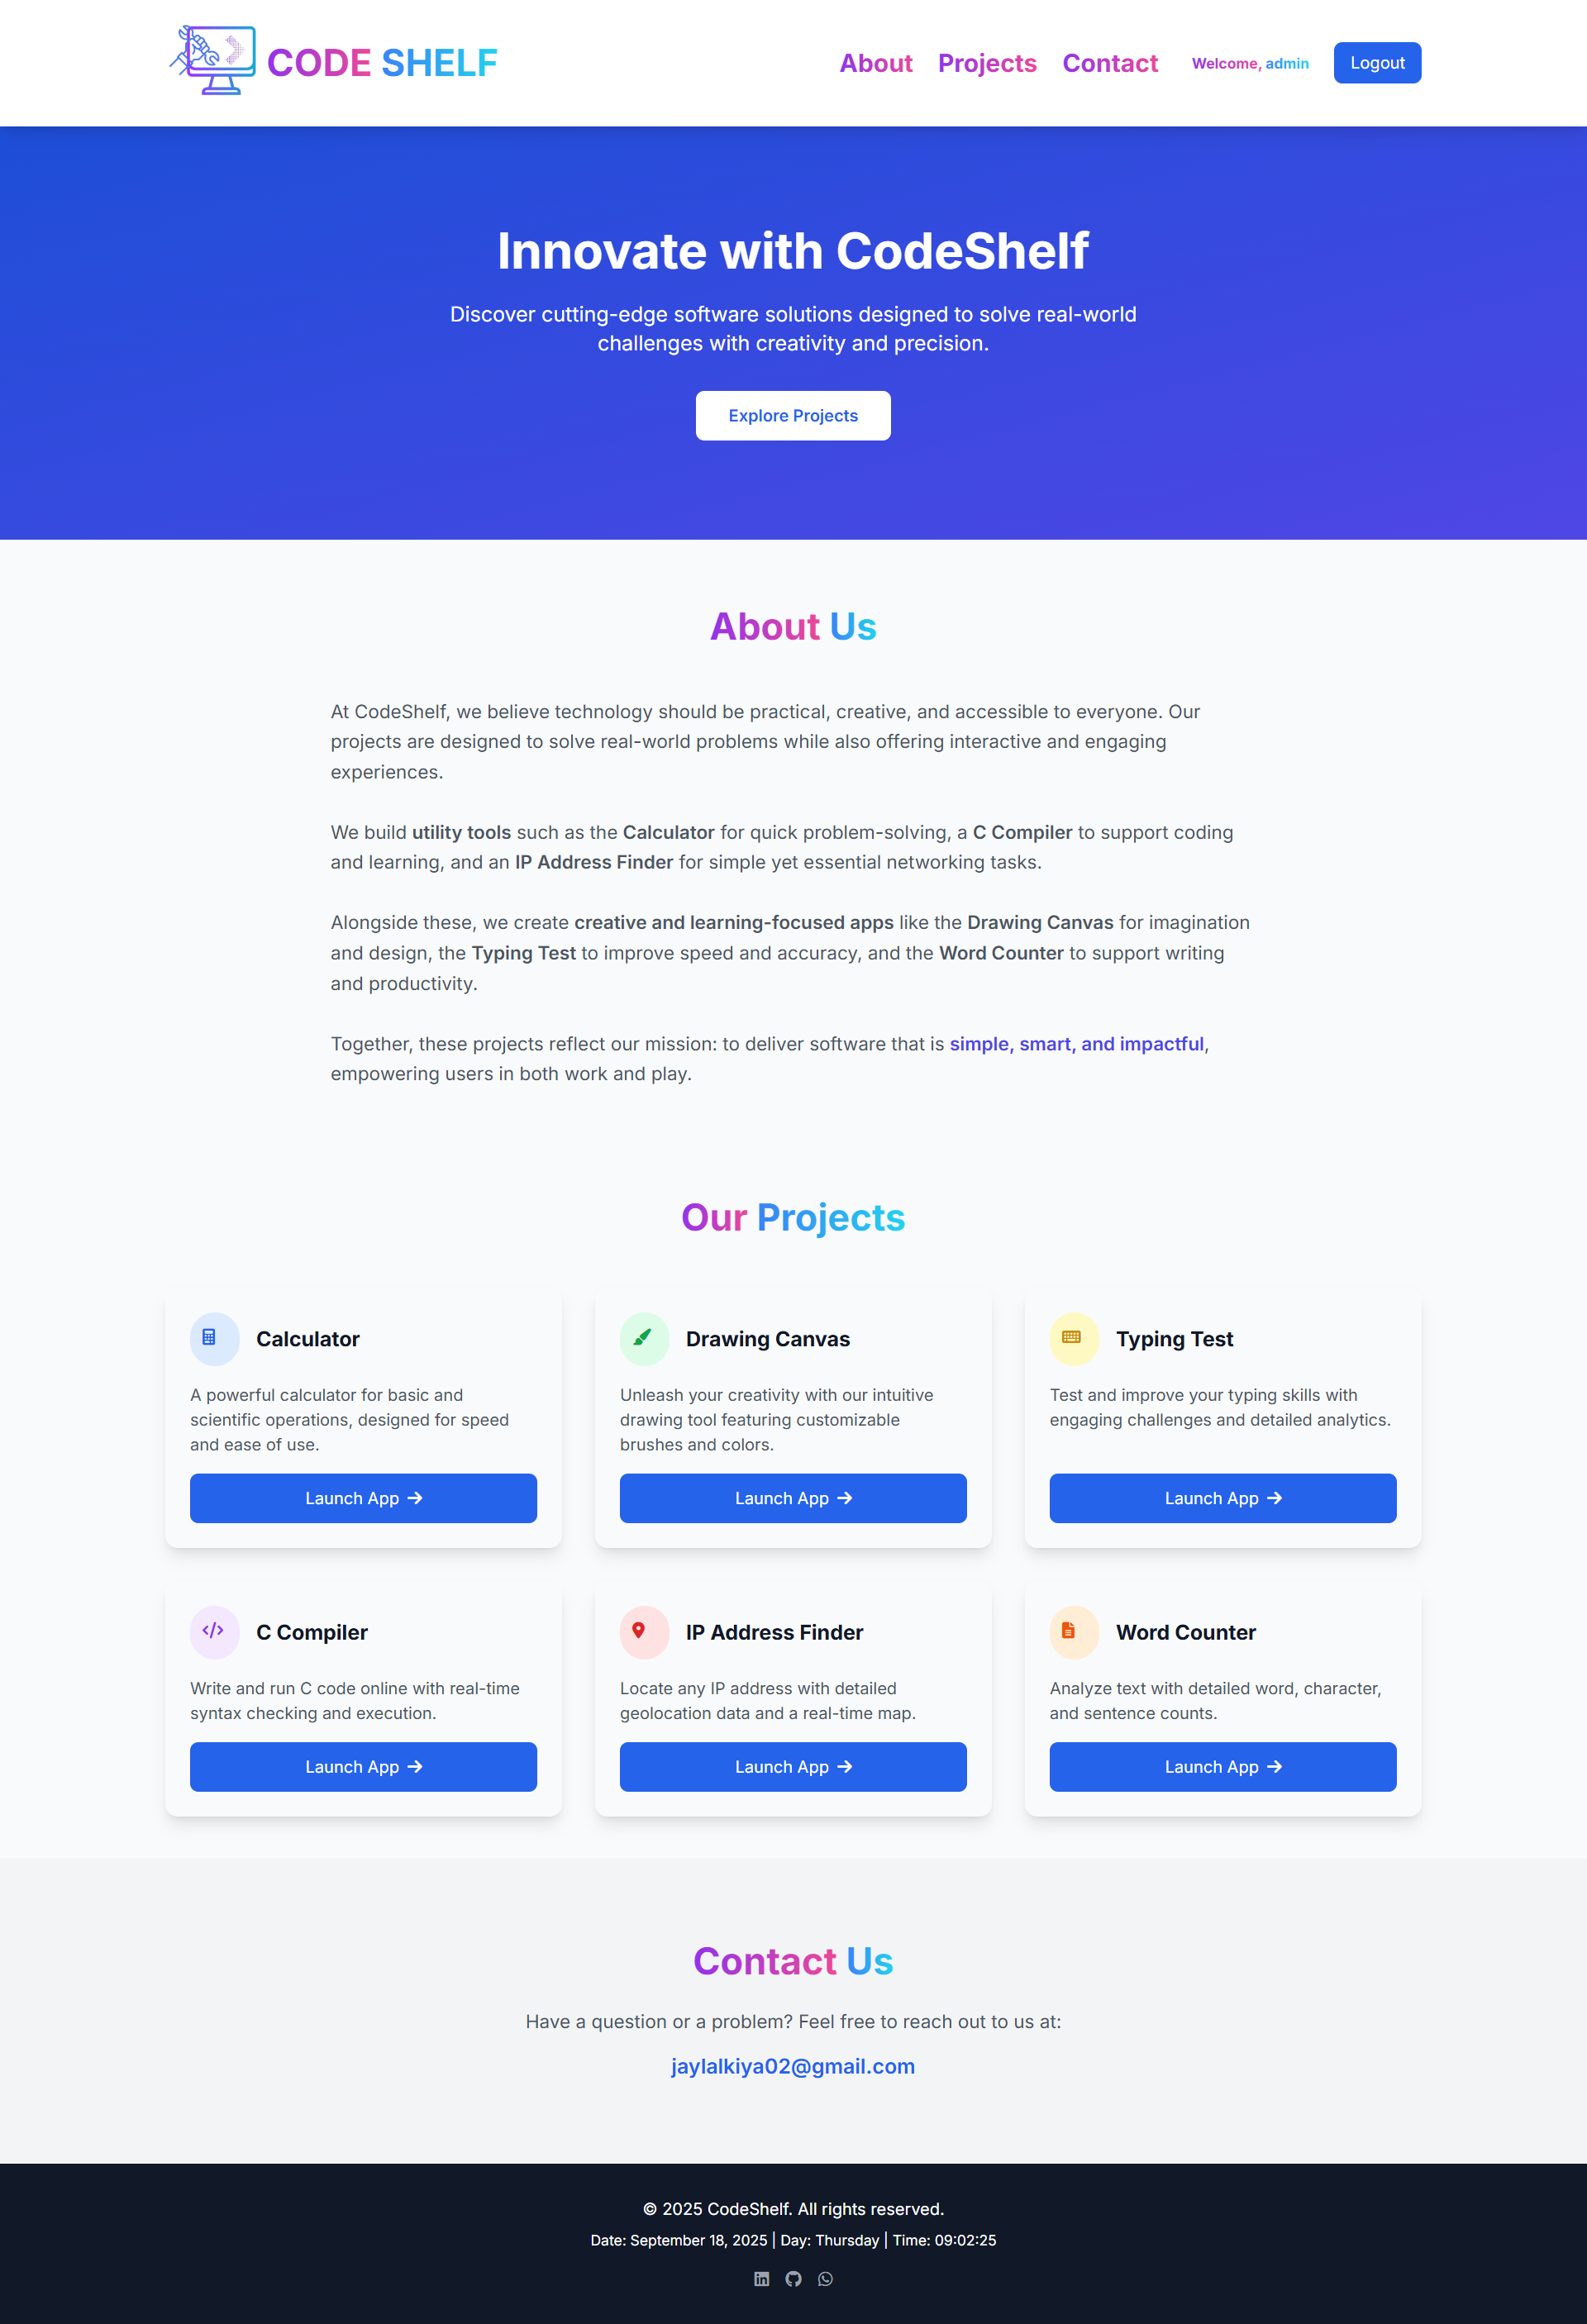 CODE SHELF
About Projects Contact Welcome, admin Logout
Innovate with CodeShelf
Discover cutting-edge software solutions designed to solve real-world
challenges with creativity and precision.
Explore Projects
About Us
At CodeShelf, we believe technology should be practical, creative, and accessible to everyone. Our
projects are designed to solve real-world problems while also offering interactive and engaging
experiences.
We build utility tools such as the Calculator for quick problem-solving, a C Compiler to support coding
and learning, and an IP Address Finder for simple yet essential networking tasks.
Alongside these, we create creative and learning-focused apps like the Drawing Canvas for imagination
and design, the Typing Test to improve speed and accuracy, and the Word Counter to support writing
and productivity.
Together, these projects reflect our mission: to deliver software that is simple, smart, and impactful,
empowering users in both work and play.
Our Projects
Calculator
A powerful calculator for basic and
scientific operations, designed for speed
and ease of use.
Launch App
Drawing Canvas
Unleash your creativity with our intuitive
drawing tool featuring customizable
brushes and colors.
Launch App
Typing Test
Test and improve your typing skills with
engaging challenges and detailed analytics.
Launch App
C Compiler
Write and run C code online with real-time
syntax checking and execution.
Launch App
IP Address Finder
Locate any IP address with detailed
geolocation data and a real-time map.
Launch App
Word Counter
Analyze text with detailed word, character,
and sentence counts.
Launch App
Contact Us
Have a question or a problem? Feel free to reach out to us at:
jaylalkiya02@gmail.com
© 2025 CodeShelf. All rights reserved.
Date: September 18, 2025 | Day: Thursday | Time: 09:02:25